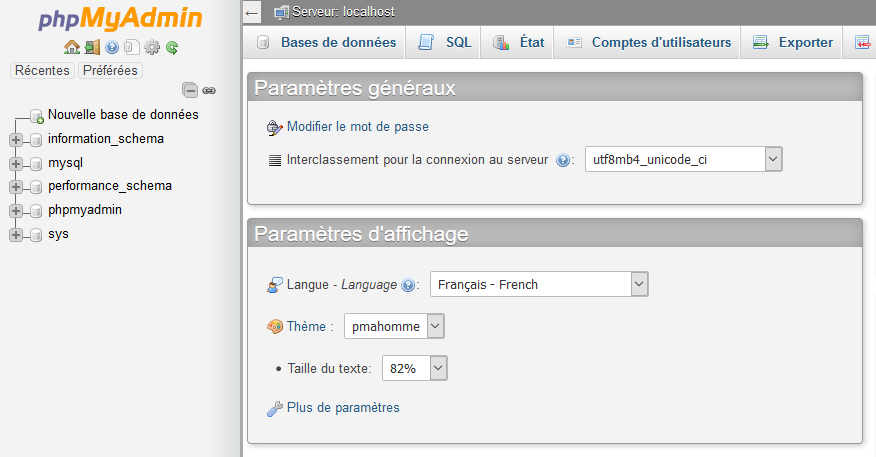 phpMyAdmin
Récentes Préférées
Nouvelle base de données
information_schema
mysql
performance_schema
phpmyadmin
sys
Serveur: localhost
Bases de données SQL État Comptes d'utilisateurs Exporter
Paramètres généraux
Modifier le mot de passe
Interclassement pour la connexion au serveur : utf8mb4_unicode_ci
Paramètres d'affichage
Langue - Language : Français - French
Thème : pmahomme
Taille du texte: 82%
Plus de paramètres